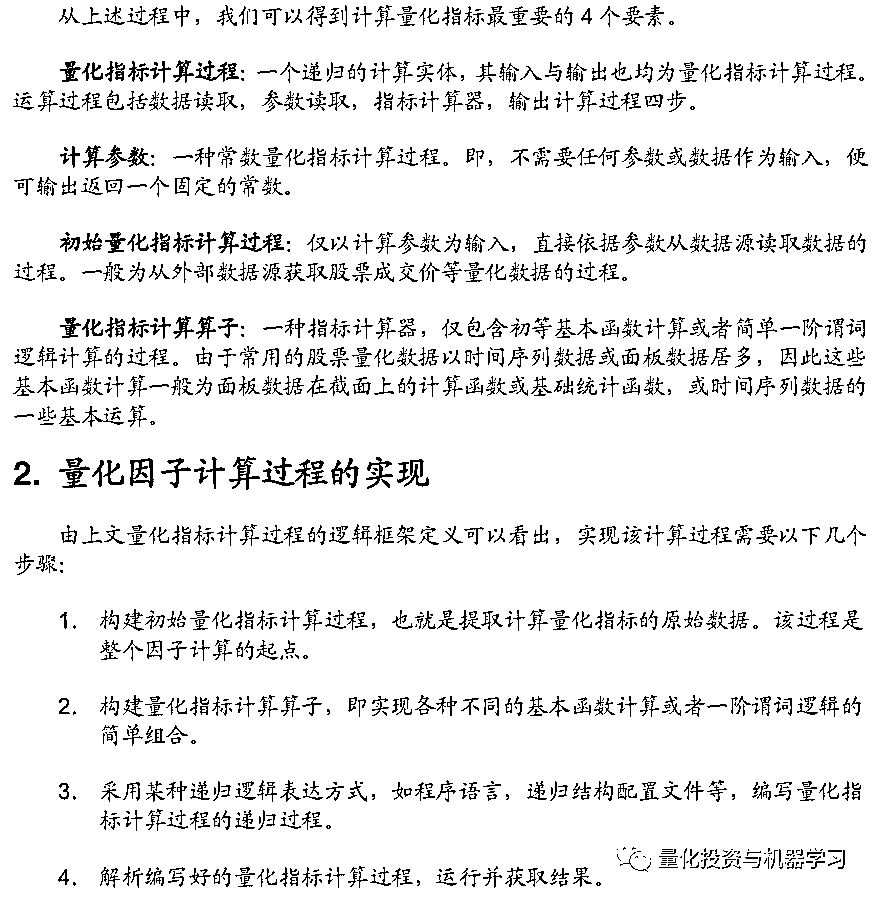 从上述过程中，我们可以得到计算量化指标最重要的 4 个要素。
量化指标计算过程：一个递归的计算实体，其输入与输出也均为量化指标计算过程。
运算过程包括数据读取，参数读取，指标计算器，输出计算过程四步。
计算参数：一种常数量化指标计算过程。即，不需要任何参数或数据作为输入，便
可输出返回一个固定的常数。
初始量化指标计算过程：仅以计算参数为输入，直接依据参数从数据源读取数据的
过程。一般为从外部数据源获取股票成交价等量化数据的过程。
量化指标计算算子：一种指标计算器，仅包含初等基本函数计算或者简单一阶谓词
逻辑计算的过程。由于常用的股票量化数据以时间序列数据或面板数据居多，因此这些
基本函数计算一般为面板数据在截面上的计算函数或基础统计函数，或时间序列数据的
一些基本运算。
2. 量化因子计算过程的实现
由上文量化指标计算过程的逻辑框架定义可以看出，实现该计算过程需要以下几个
步骤：
1. 构建初始量化指标计算过程，也就是提取计算量化指标的原始数据。该过程是
整个因子计算的起点。
2. 构建量化指标计算算子，即实现各种不同的基本函数计算或者一阶谓词逻辑的
简单组合。
3. 采用某种递归逻辑表达方式，如程序语言，递归结构配置文件等，编写量化指
标计算过程的递归过程。
4. 解析编写好的量化指标计算过程，运行并获取结果。
量化投资与机器学习